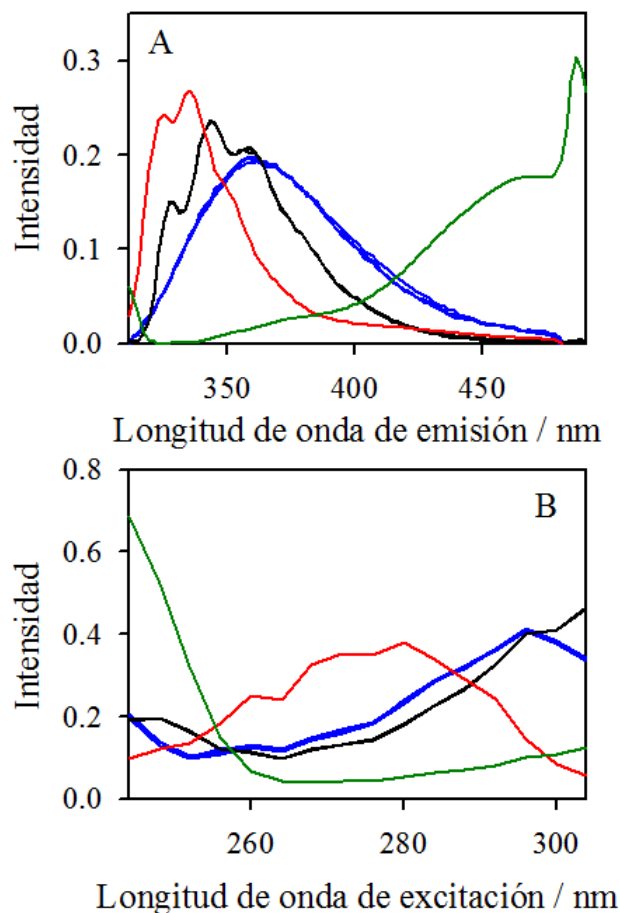 A
0.3
0.2
0.1
0.0
Intensidad
350 400 450
Longitud de onda de emisión / nm
B
0.8
0.6
0.4
0.2
0.0
Intensidad
260 280 300
Longitud de onda de excitación / nm